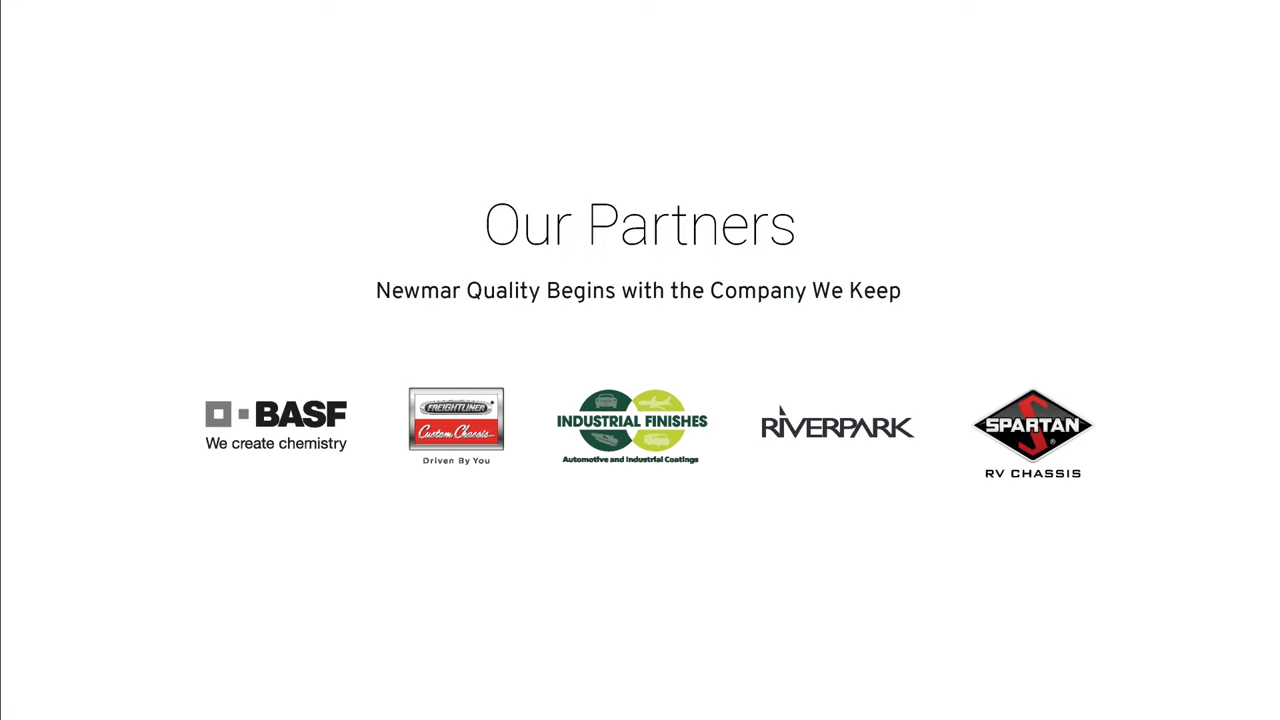 Our Partners
Newmar Quality Begins with the Company We Keep
BASF
We create chemistry
FREIGHTLINER
Custom Chassis
Driven By You
INDUSTRIAL FINISHES
Automotive and Industrial Coatings
RIVERPARK
S
SPARTAN®
RV CHASSIS